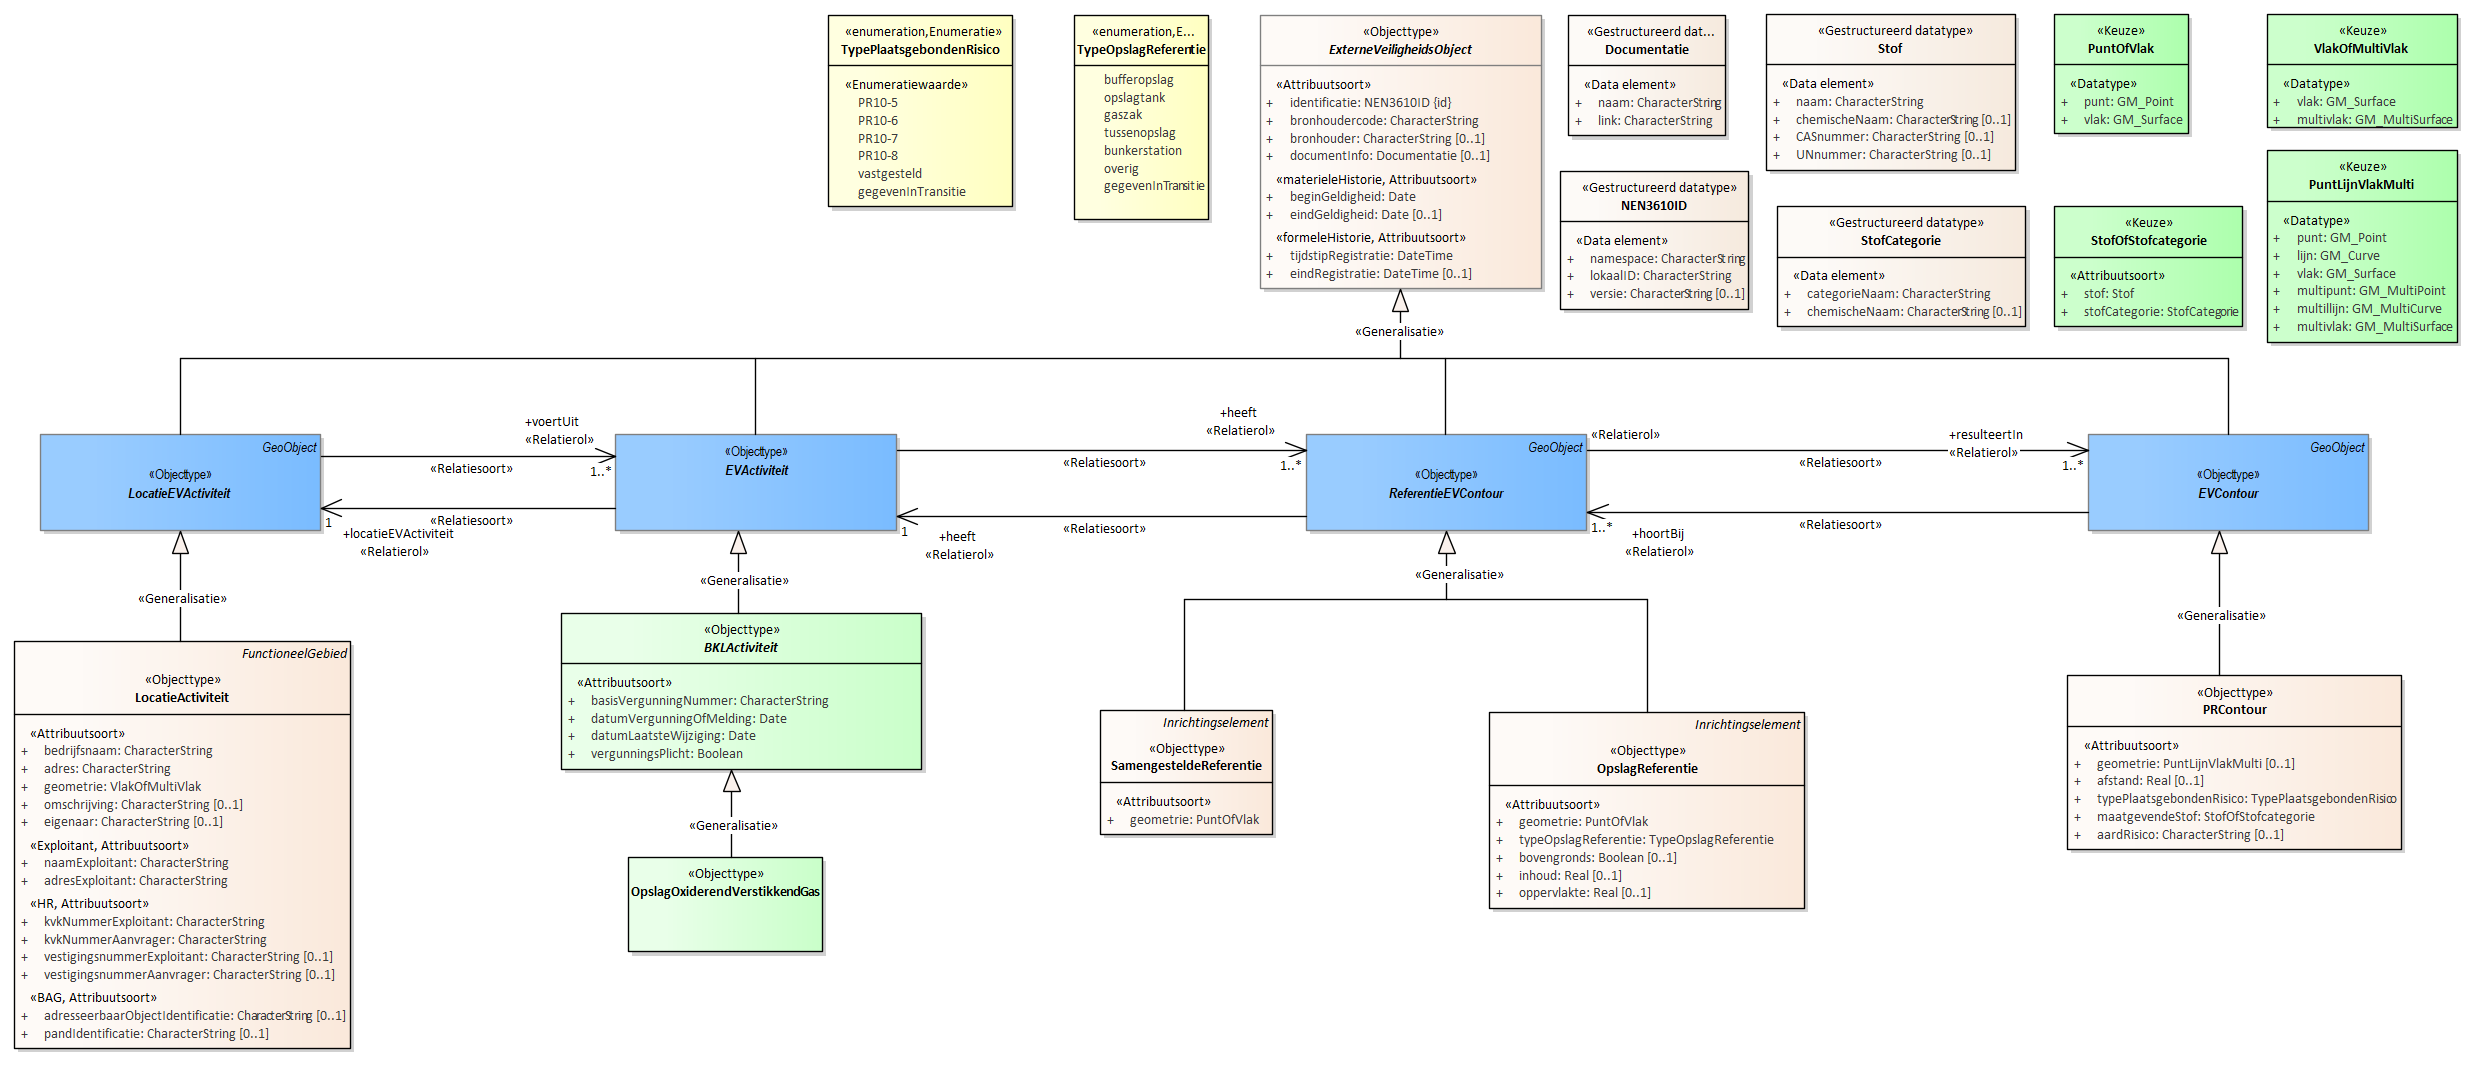 «enumeration,Enumeratie»
TypePlaatsgebondenRisico
«Enumeratiewaarde»
PR10-5
PR10-6
PR10-7
PR10-8
vastgesteld
gegevenInTransitie
«enumeration,E...
TypeOpslagReferentie
bufferopslag
opslagtank
gaszak
tussenopslag
bunkerstation
overig
gegevenInTransitie
«Objecttype»
ExterneVeiligheidsObject
«Attribuutsoort»
+ identificatie: NEN3610ID {id}
+ bronhoudercode: CharacterString
+ bronhouder: CharacterString [0..1]
+ documentInfo: Documentatie [0..1]
«materieleHistorie, Attribuutsoort»
+ beginGeldigheid: Date
+ eindGeldigheid: Date [0..1]
«formeleHistorie, Attribuutsoort»
+ tijdstipRegistratie: DateTime
+ eindRegistratie: DateTime [0..1]
«Gestructureerd dat...
Documentatie
«Data element»
+ naam: CharacterString
+ link: CharacterString
«Gestructureerd datatype»
NEN3610ID
«Data element»
+ namespace: CharacterString
+ lokaalID: CharacterString
+ versie: CharacterString [0..1]
«Gestructureerd datatype»
Stof
«Data element»
+ naam: CharacterString
+ chemischeNaam: CharacterString [0..1]
+ CASnummer: CharacterString [0..1]
+ UNnummer: CharacterString [0..1]
«Gestructureerd datatype»
StofCategorie
«Data element»
+ categorieNaam: CharacterString
+ chemischeNaam: CharacterString [0..1]
«Keuze»
PuntOfVlak
«Datatype»
+ punt: GM_Point
+ vlak: GM_Surface
«Keuze»
StofOfStofcategorie
«Attribuutsoort»
+ stof: Stof
+ stofCategorie: StofCategorie
«Keuze»
VlakOfMultiVlak
«Datatype»
+ vlak: GM_Surface
+ multivlak: GM_MultiSurface
«Keuze»
PuntLijnVlakMulti
«Datatype»
+ punt: GM_Point
+ lijn: GM_Curve
+ vlak: GM_Surface
+ multipunt: GM_MultiPoint
+ multilijn: GM_MultiCurve
+ multivlak: GM_MultiSurface
«Generalisatie»
GeoObject
«Objecttype»
LocatieEVActiviteit
+voertUit
«Relatierol»
«Relatiesoort»
1..*
«Relatiesoort»
1
+locatieEVActiviteit
«Relatierol»
«Objecttype»
EVActiviteit
+heeft
«Relatierol»
«Relatiesoort»
1..*
«Relatiesoort»
1
+heeft
«Relatierol»
GeoObject
«Objecttype»
ReferentieEVContour
«Relatierol»
+resulteertIn
«Relatierol»
«Relatiesoort»
1..*
«Relatiesoort»
1..*
+hoortBij
«Relatierol»
GeoObject
«Objecttype»
EVContour
«Generalisatie»
«Generalisatie»
«Generalisatie»
«Generalisatie»
FunctioneelGebied
«Objecttype»
LocatieActiviteit
«Attribuutsoort»
+ bedrijfsnaam: CharacterString
+ adres: CharacterString
+ geometrie: VlakOfMultiVlak
+ omschrijving: CharacterString [0..1]
+ eigenaar: CharacterString [0..1]
«Exploitant, Attribuutsoort»
+ naamExploitant: CharacterString
+ adresExploitant: CharacterString
«HR, Attribuutsoort»
+ kvkNummerExploitant: CharacterString
+ kvkNummerAanvrager: CharacterString
+ vestigingsnummerExploitant: CharacterString [0..1]
+ vestigingsnummerAanvrager: CharacterString [0..1]
«BAG, Attribuutsoort»
+ adresseerbaarObjectIdentificatie: CharacterString [0..1]
+ pandIdentificatie: CharacterString [0..1]
«Objecttype»
BKLActiviteit
«Attribuutsoort»
+ basisVergunningNummer: CharacterString
+ datumVergunningOfMelding: Date
+ datumLaatsteWijziging: Date
+ vergunningsPlicht: Boolean
«Generalisatie»
«Objecttype»
OpslagOxiderendVerstikkendGas
Inrichtingselement
«Objecttype»
SamengesteldeReferentie
«Attribuutsoort»
+ geometrie: PuntOfVlak
Inrichtingselement
«Objecttype»
OpslagReferentie
«Attribuutsoort»
+ geometrie: PuntOfVlak
+ typeOpslagReferentie: TypeOpslagReferentie
+ bovengronds: Boolean [0..1]
+ inhoud: Real [0..1]
+ oppervlakte: Real [0..1]
«Objecttype»
PRContour
«Attribuutsoort»
+ geometrie: PuntLijnVlakMulti [0..1]
+ afstand: Real [0..1]
+ typePlaatsgebondenRisico: TypePlaatsgebondenRisico
+ maatgevendeStof: StofOfStofcategorie
+ aardRisico: CharacterString [0..1]